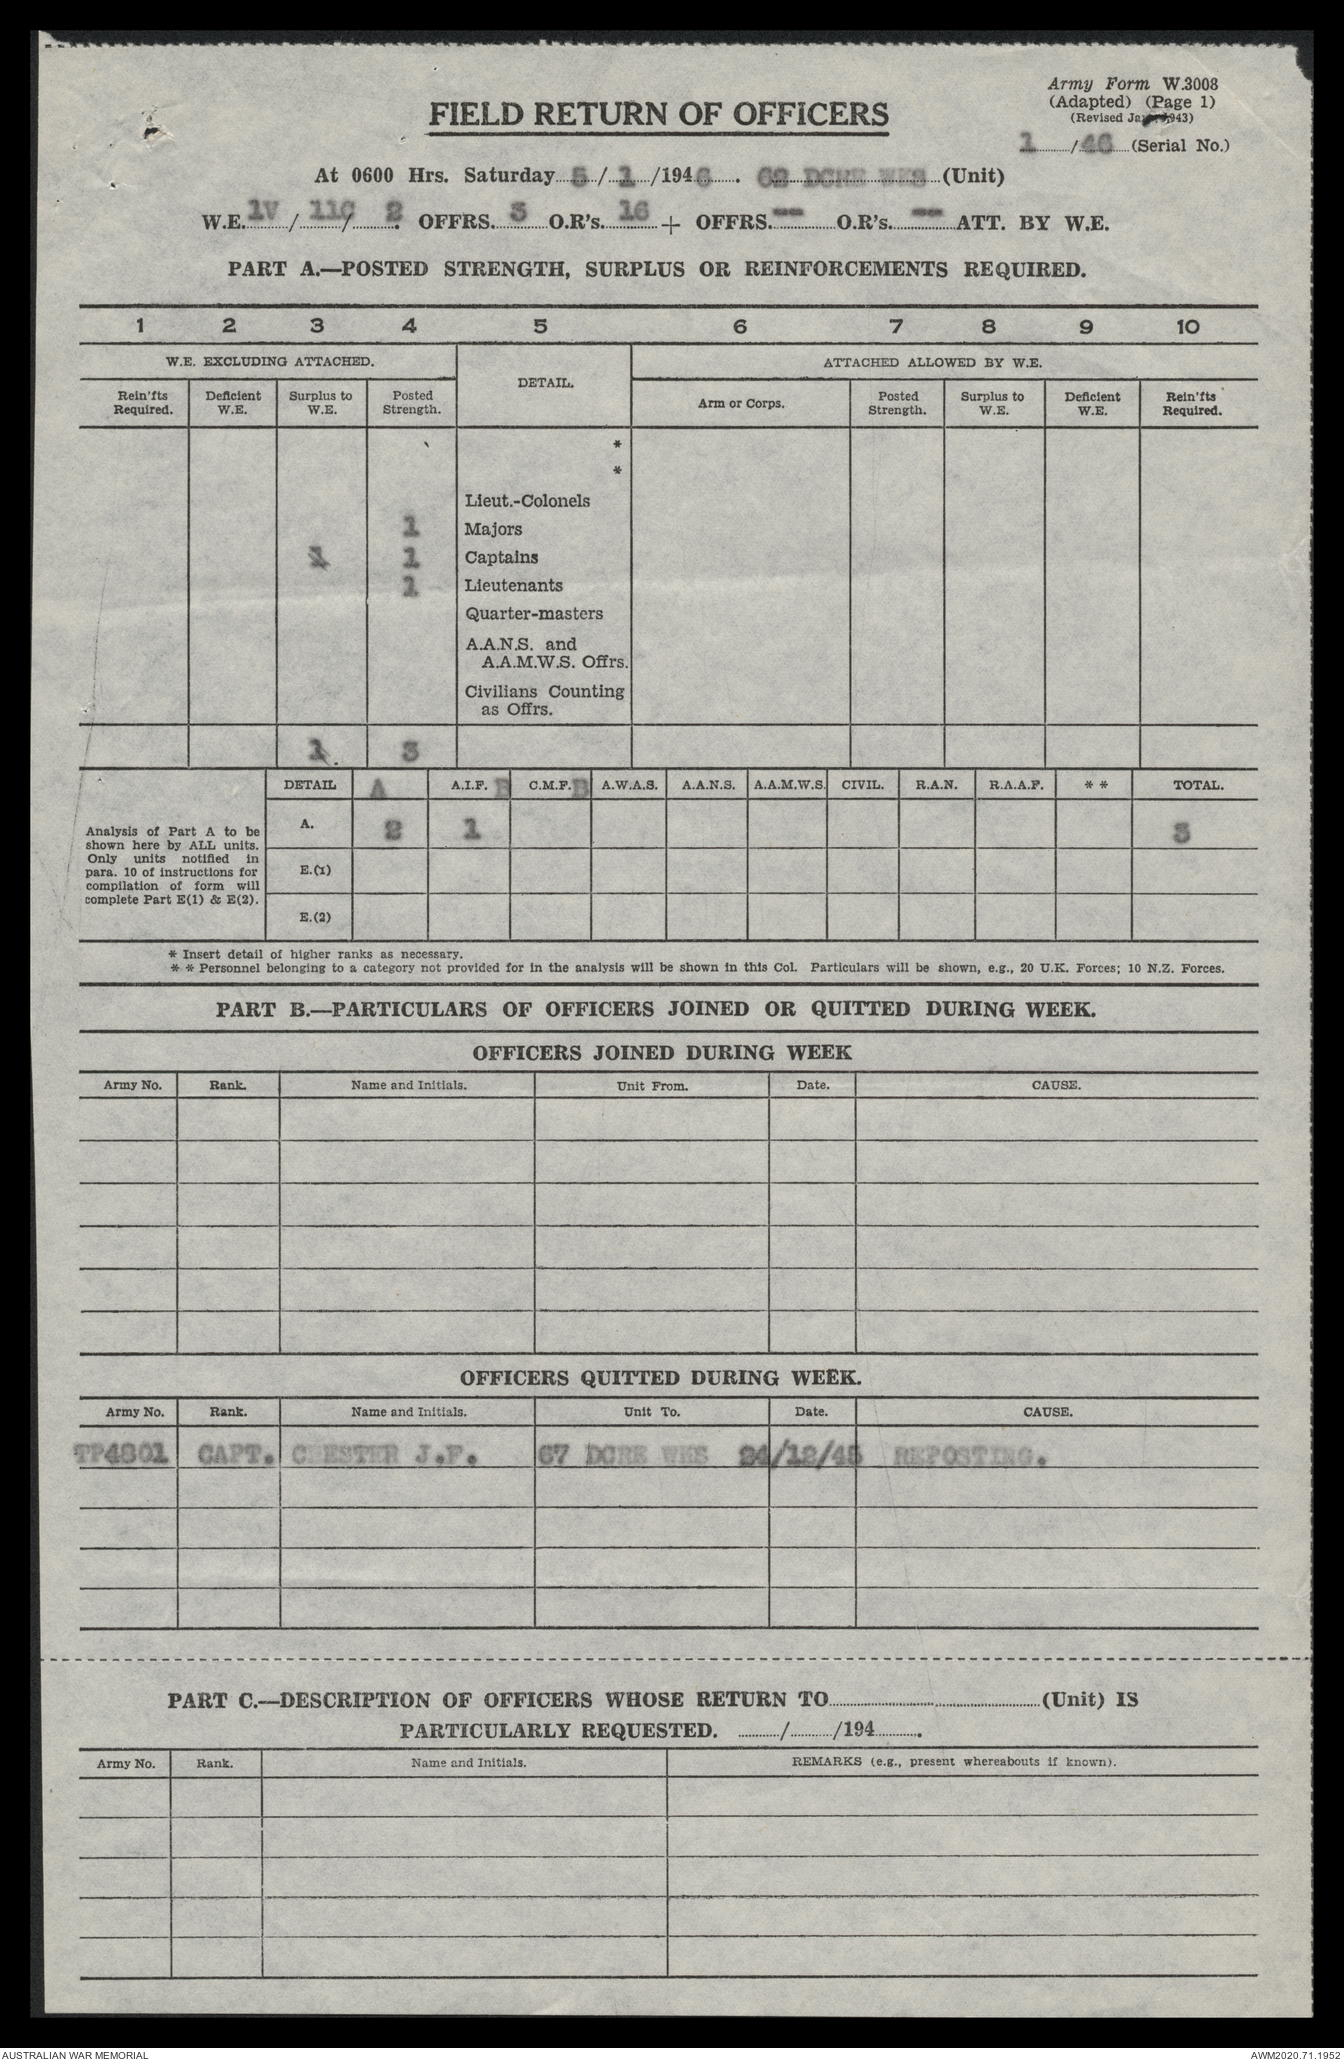 Army Form W.3008
(Adapted) (Page 1)
FIELD RETURN OF OFFICERS
(Revised Jan. 1943)
1/46 (Serial No.)
At 0600 Hrs. Saturday 5/1/1946. 62 DCRE WKS (Unit)
W.E. 1V/11C/2. OFFRS. 3 O.R's. 16 + OFFRS. -- O.R's. -- ATT. BY W.E.
PART A.—POSTED STRENGTH, SURPLUS OR REINFORCEMENTS REQUIRED.
1 2 3 4 5 6 7 8 9 10
W.E. EXCLUDING ATTACHED. DETAIL. ATTACHED ALLOWED BY W.E.
Rein'fts Required. Deficient W.E. Surplus to W.E. Posted Strength. Arm or Corps. Posted Strength. Surplus to W.E. Deficient W.E. Rein'fts Required.
*
*
Lieut.-Colonels
1 Majors
1 1 Captains
1 Lieutenants
Quarter-masters
A.A.N.S. and
A.A.M.W.S. Offrs.
Civilians Counting
as Offrs.
1 3
DETAIL A A.I.F. B C.M.F. B A.W.A.S. A.A.N.S. A.A.M.W.S. CIVIL. R.A.N. R.A.A.F. * * TOTAL.
A. 2 1 3
Analysis of Part A to be
shown here by ALL units.
Only units notified in
para. 10 of instructions for
compilation of form will
complete Part E(1) & E(2).
E.(1)
E.(2)
* Insert detail of higher ranks as necessary.
* * Personnel belonging to a category not provided for in the analysis will be shown in this Col. Particulars will be shown, e.g., 20 U.K. Forces; 10 N.Z. Forces.
PART B.—PARTICULARS OF OFFICERS JOINED OR QUITTED DURING WEEK.
OFFICERS JOINED DURING WEEK
Army No. Rank. Name and Initials. Unit From. Date. CAUSE.
OFFICERS QUITTED DURING WEEK.
Army No. Rank. Name and Initials. Unit To. Date. CAUSE.
TP4801 CAPT. CHESTER J.F. 67 DCRE WKS 24/12/45 REPOSTING.
PART C.—DESCRIPTION OF OFFICERS WHOSE RETURN TO (Unit) IS
PARTICULARLY REQUESTED. / /194 .
Army No. Rank. Name and Initials. REMARKS (e.g., present whereabouts if known).
AUSTRALIAN WAR MEMORIAL AWM2020.71.1952